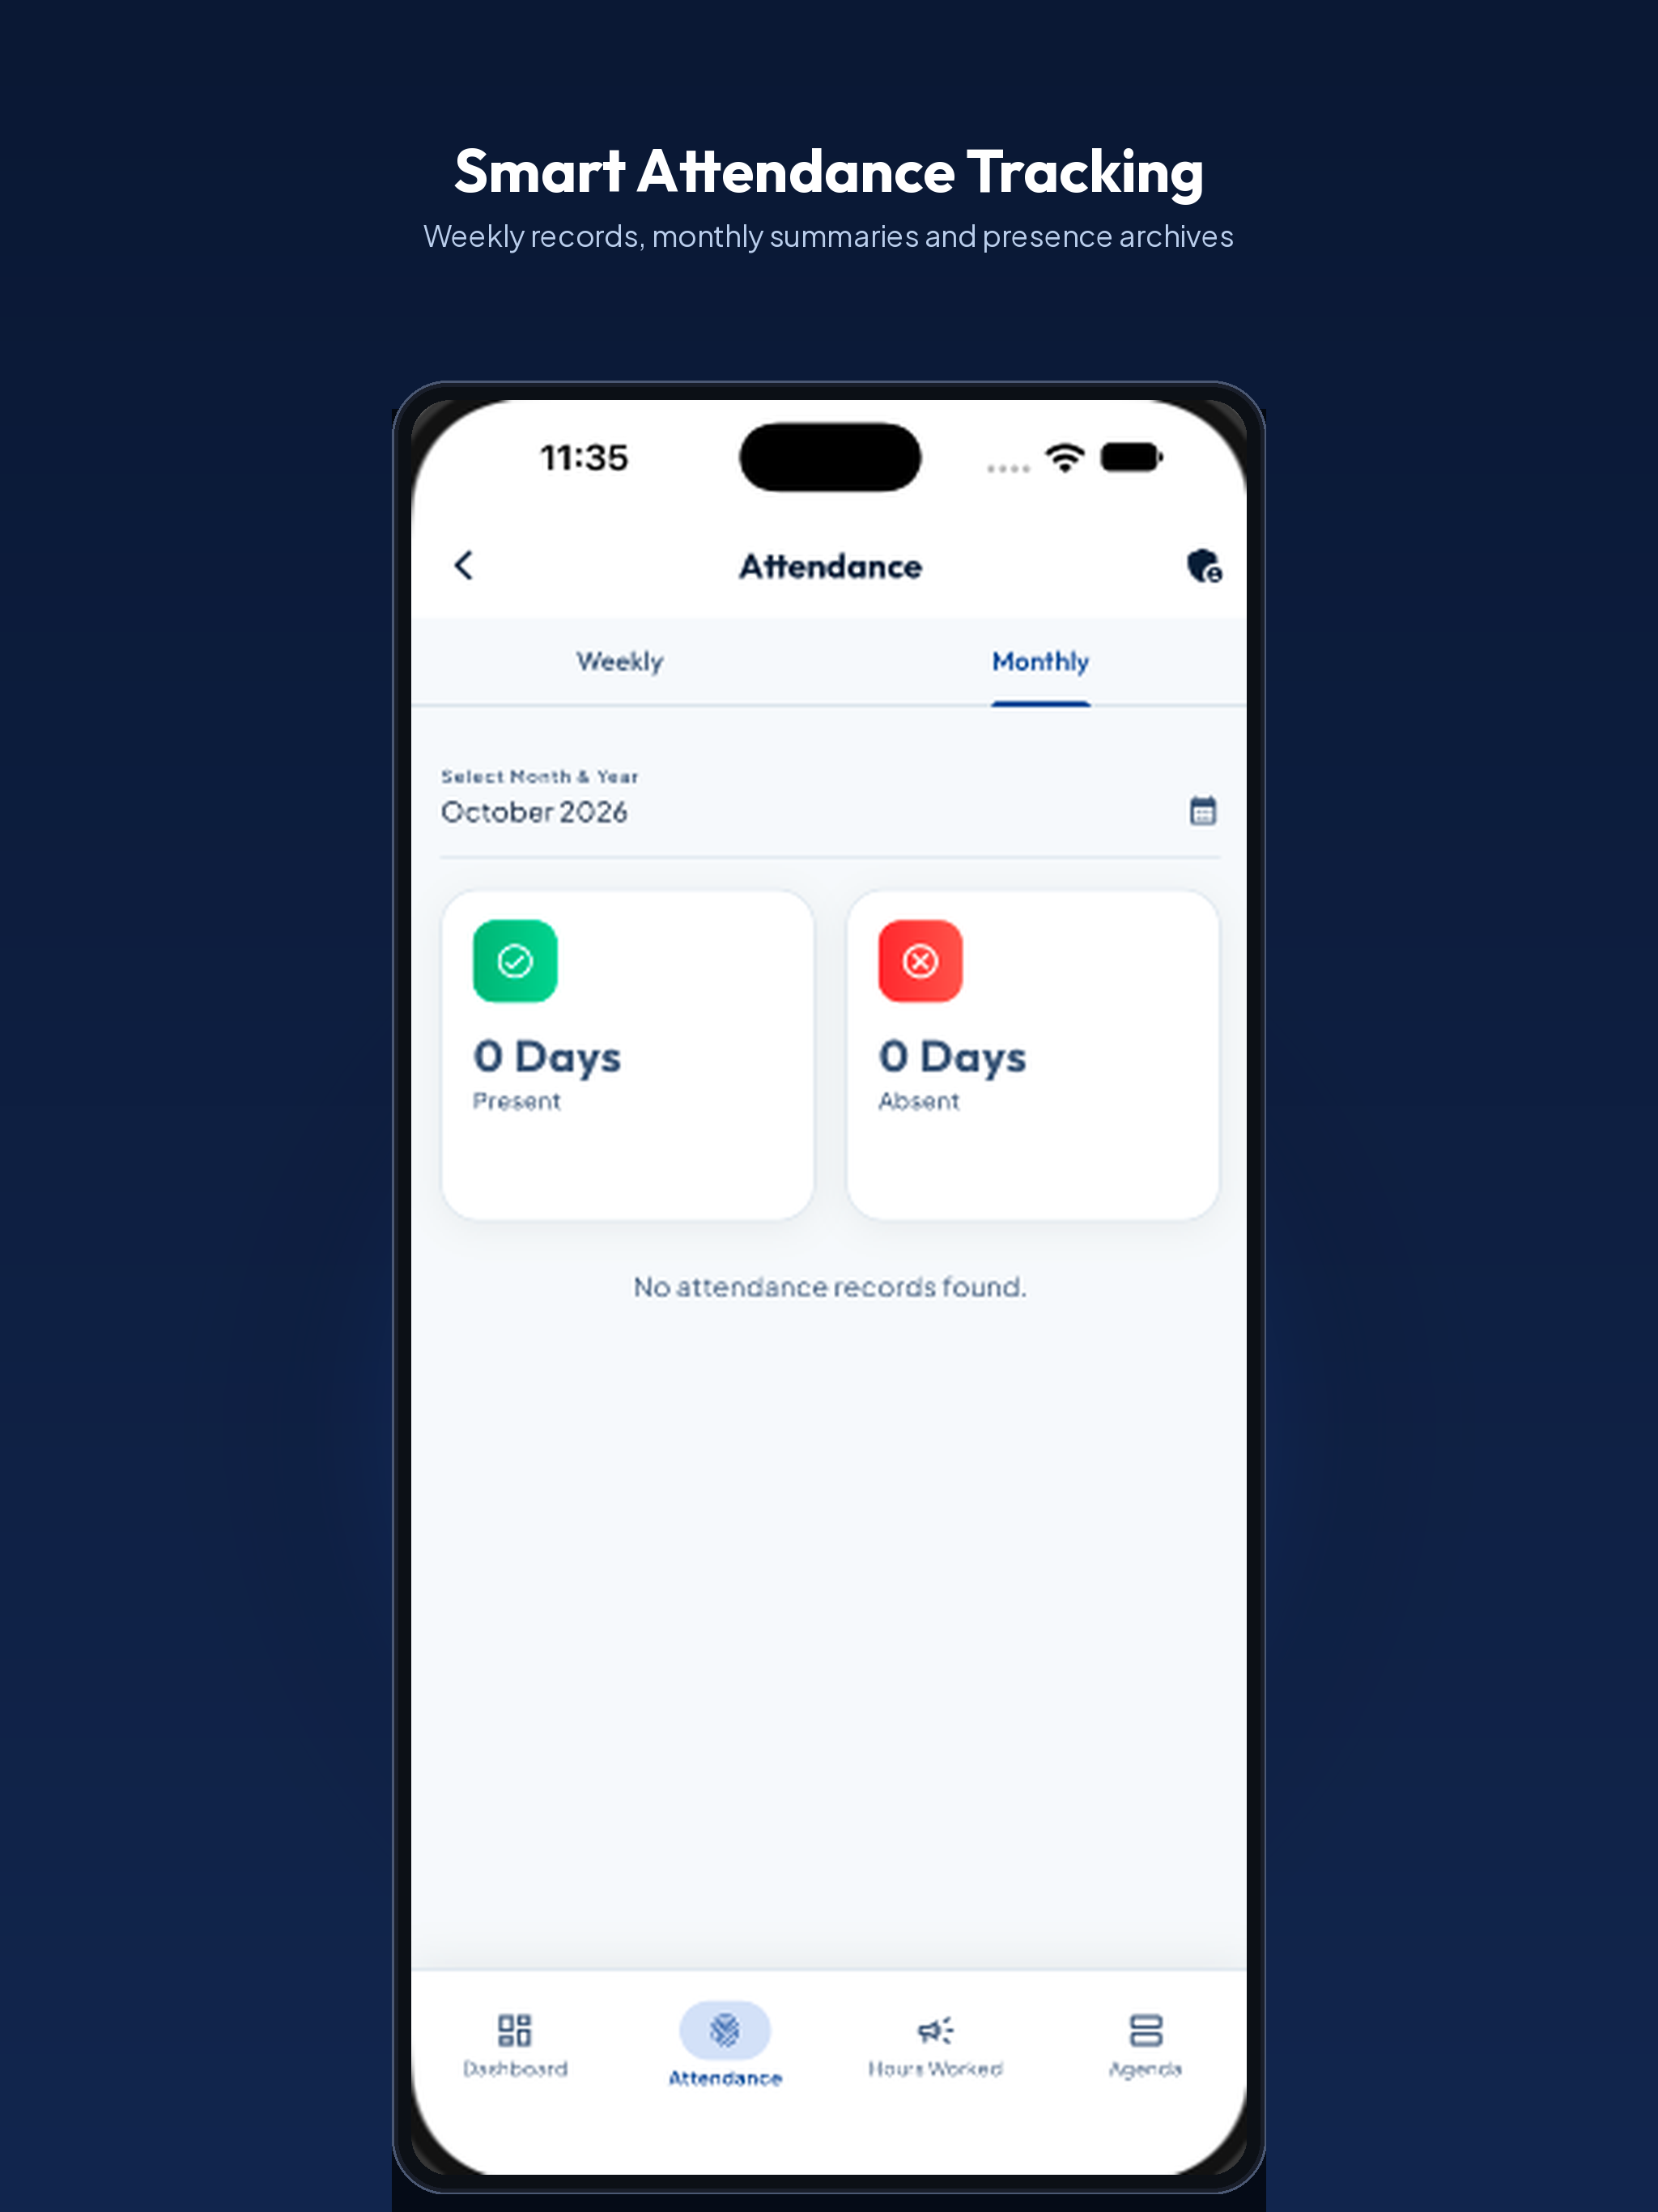 Smart Attendance Tracking
Weekly records, monthly summaries and presence archives
11:35
Attendance
Weekly Monthly
Select Month & Year
October 2026
0 Days 0 Days
Present Absent
No attendance records found.
Dashboard Attendance Hours Worked Agenda